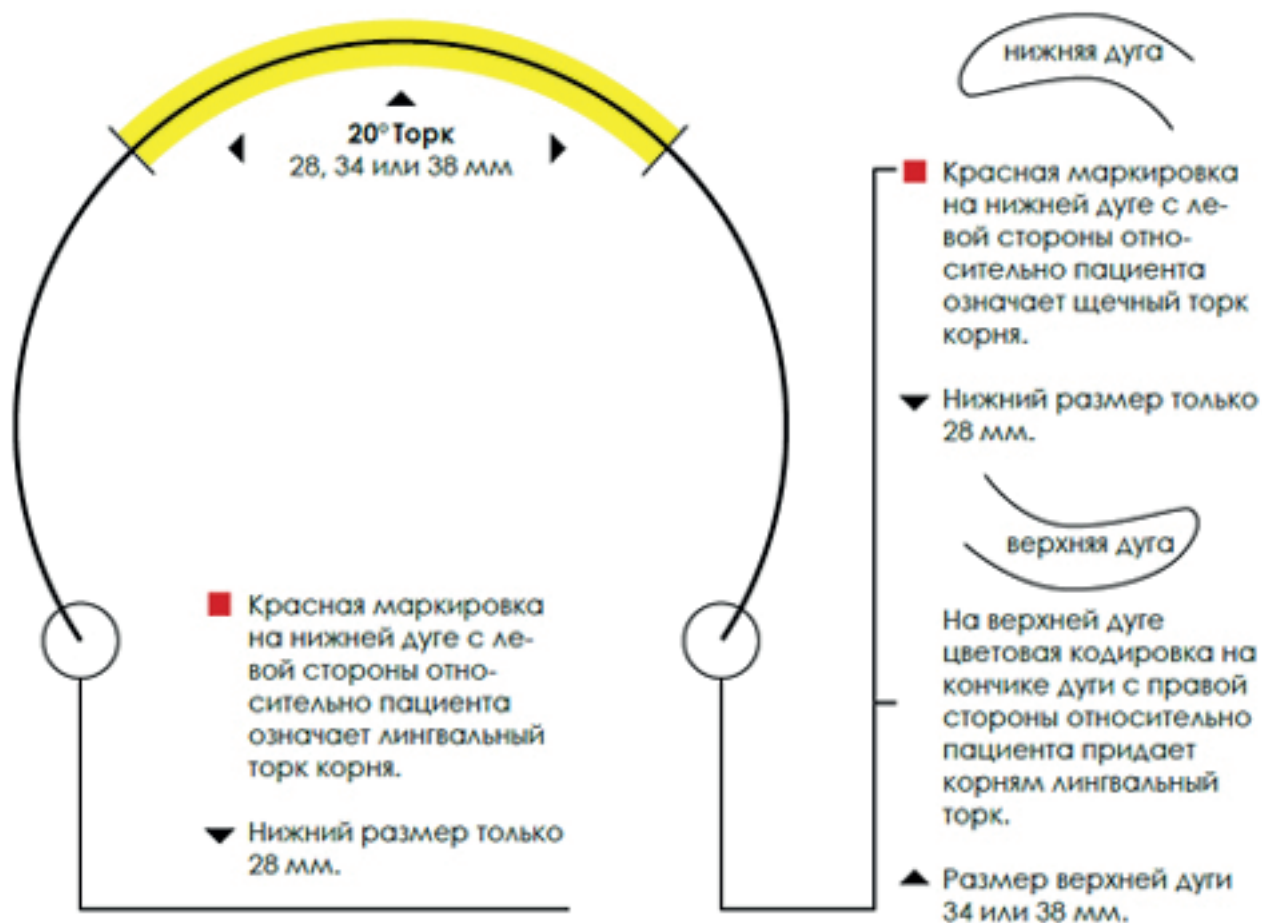 20° Торк
28, 34 или 38 мм
Красная маркировка
на нижней дуге с ле-
вой стороны отно-
сительно пациента
означает лингвальный
торк корня.
Нижний размер только
28 мм.
нижняя дуга
Красная маркировка
на нижней дуге с ле-
вой стороны отно-
сительно пациента
означает щечный торк
корня.
Нижний размер только
28 мм.
верхняя дуга
На верхней дуге
цветовая кодировка на
кончике дуги с правой
стороны относительно
пациента придает
корням лингвальный
торк.
Размер верхней дуги
34 или 38 мм.